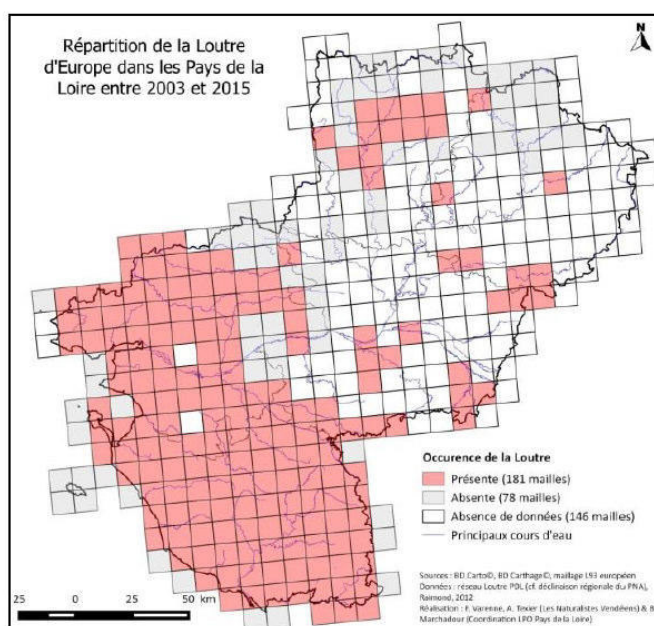 Répartition de la Loutre
d'Europe dans les Pays de la
Loire entre 2003 et 2015
N
Occurence de la Loutre
Présente (181 mailles)
Absente (78 mailles)
Absence de données (146 mailles)
Principaux cours d'eau
25 0 25 50 km
Sources : BD Carto©, BD Carthage©, maillage L93 européen
Données : réseau Loutre PDL (cf. déclinaison régionale du PNA),
Raimond, 2012
Réalisation : F. Varenne, A. Texier (Les Naturalistes Vendéens) & B.
Marchadour (Coordination LPO Pays de la Loire)